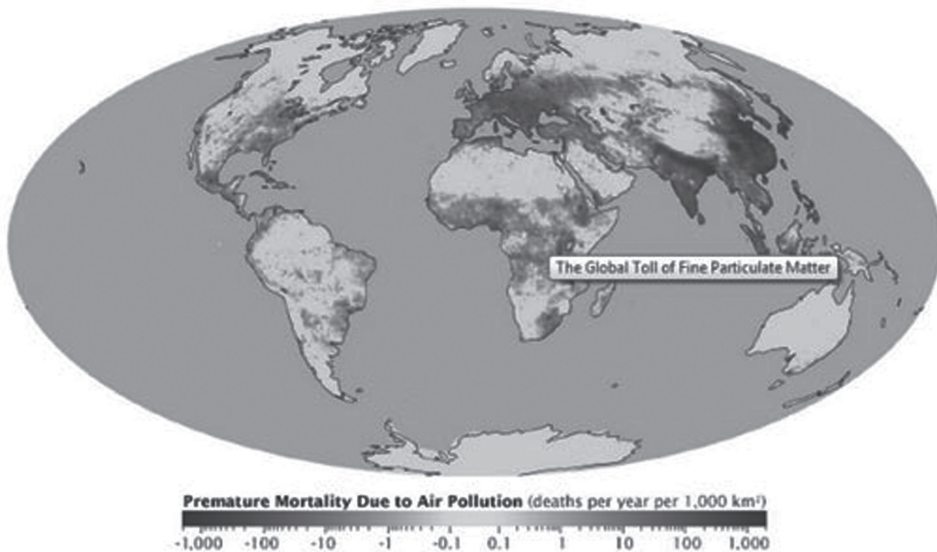 The Global Toll of Fine Particulate Matter
Premature Mortality Due to Air Pollution (deaths per year per 1,000 km²)
-1,000 -100 -10 -1 -0.1 0.1 1 10 100 1,000